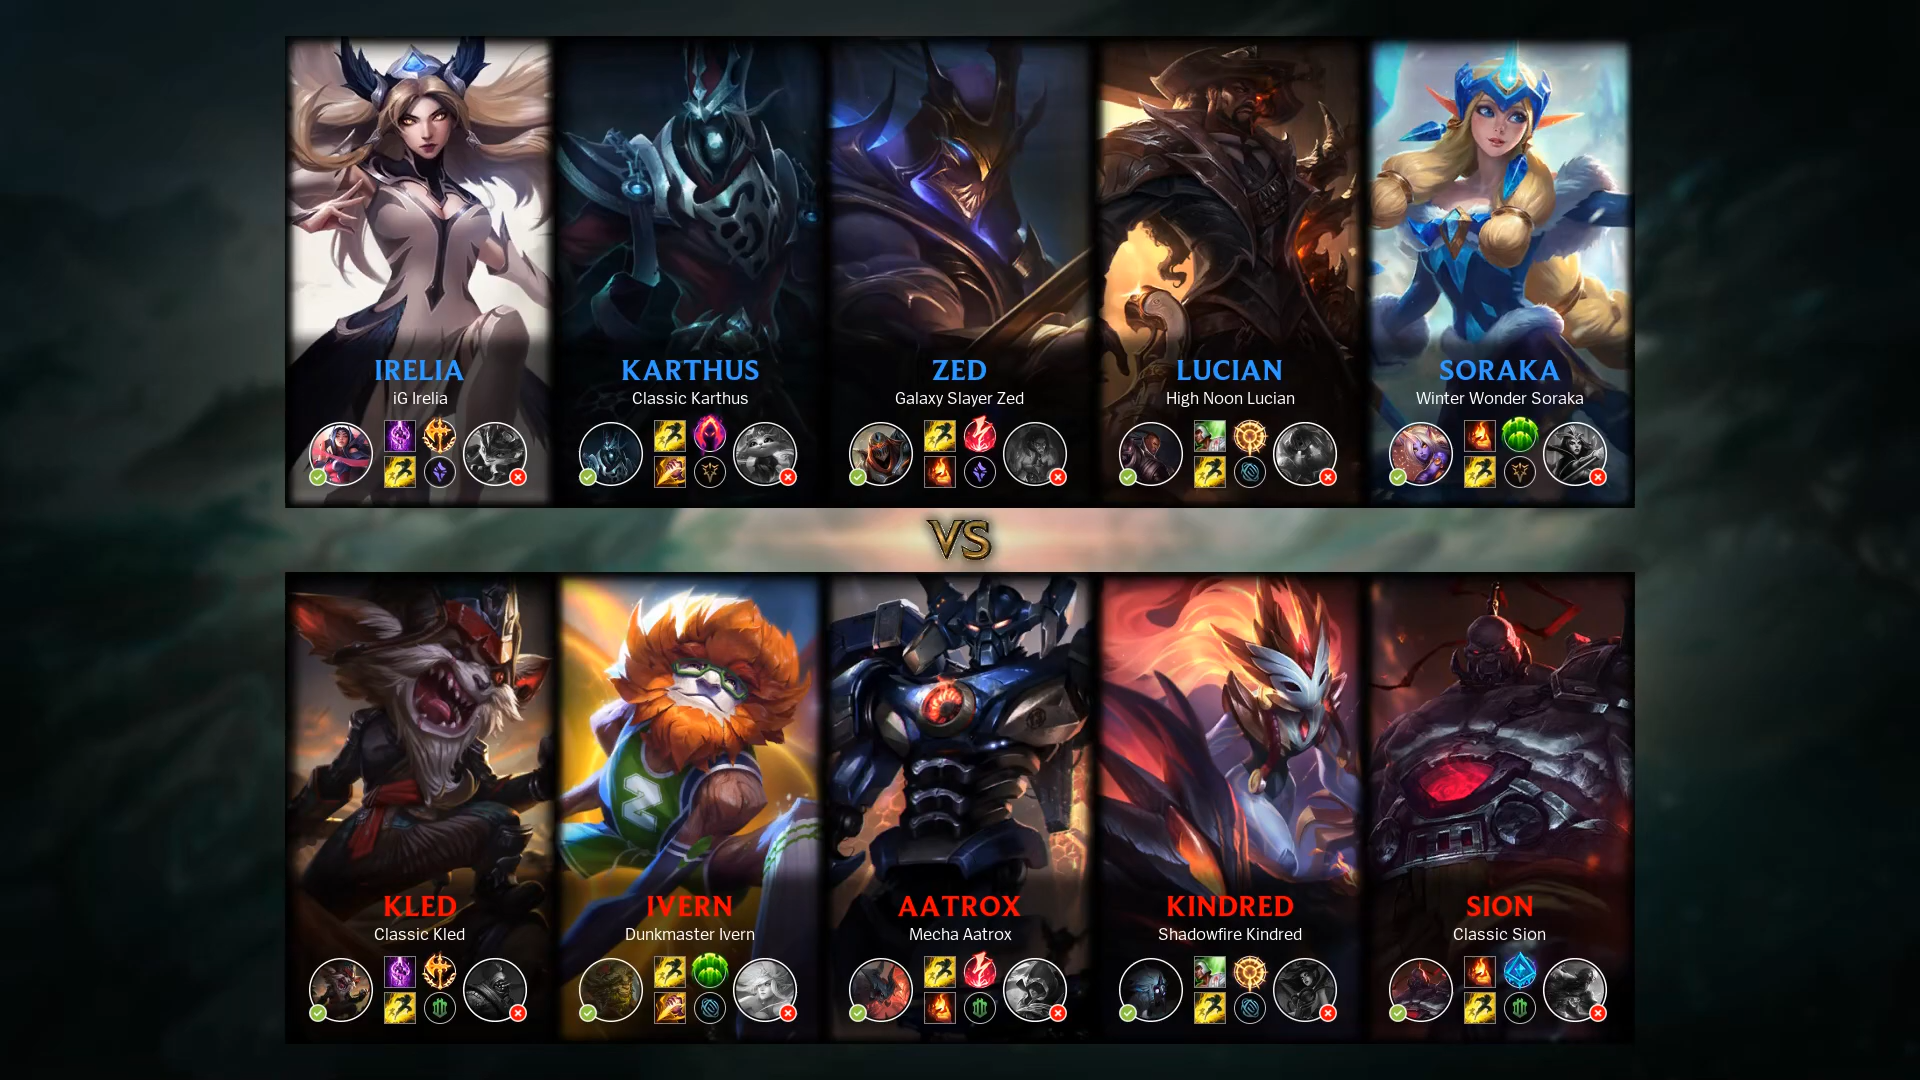 IRELIA
iG Irelia
KARTHUS
Classic Karthus
ZED
Galaxy Slayer Zed
LUCIAN
High Noon Lucian
SORAKA
Winter Wonder Soraka
VS
KLED
Classic Kled
IVERN
Dunkmaster Ivern
2
AATROX
Mecha Aatrox
KINDRED
Shadowfire Kindred
SION
Classic Sion